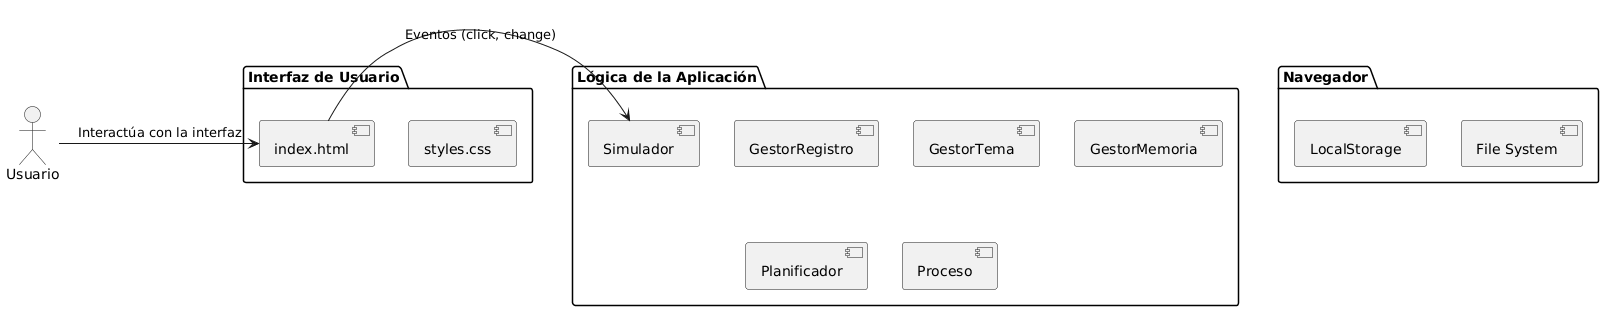 Eventos (click, change)
Interfaz de Usuario
Lógica de la Aplicación
Navegador
Interactúa con la interfaz
index.html
styles.css
Simulador
GestorRegistro
GestorTema
GestorMemoria
LocalStorage
File System
Usuario
Planificador
Proceso